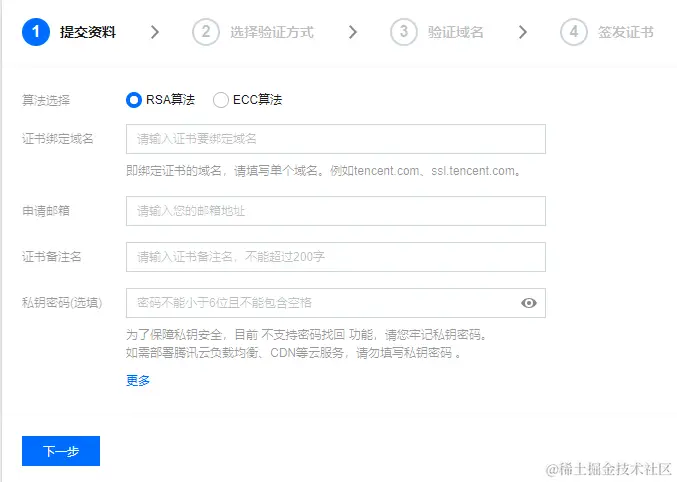 1 提交资料 > 2 选择验证方式 > 3 验证域名 > 4 签发证书
算法选择 RSA算法 ECC算法
证书绑定域名 请输入证书要绑定域名
即绑定证书的域名，请填写单个域名。例如tencent.com、ssl.tencent.com。
申请邮箱 请输入您的邮箱地址
证书备注名 请输入证书备注名，不能超过200字
私钥密码(选填) 密码不能小于6位且不能包含空格
为了保障私钥安全，目前 不支持密码找回 功能，请您牢记私钥密码。
如需部署腾讯云负载均衡、CDN等云服务，请勿填写私钥密码 。
更多
下一步
@稀土掘金技术社区